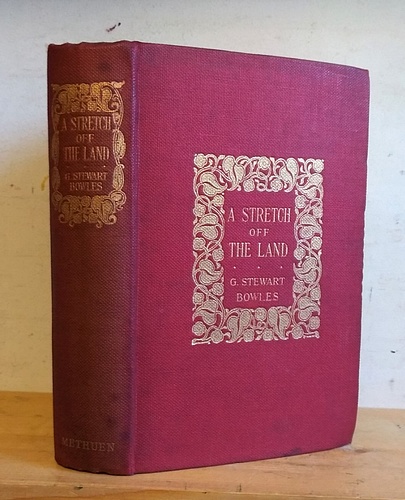 A STRETCH
OFF
THE LAND
G. STEWART
BOWLES
METHUEN
A STRETCH
OFF
THE LAND
G. STEWART
BOWLES